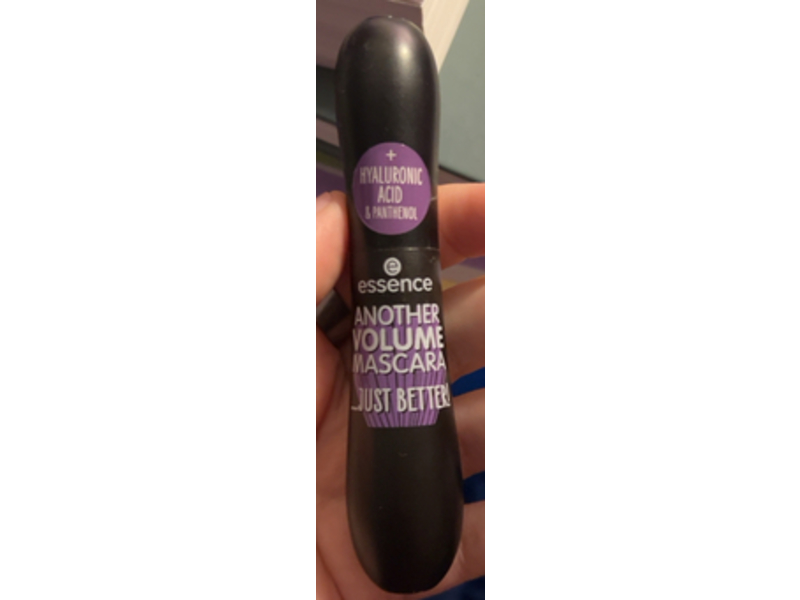 +
HYALURONIC
ACID
& PANTHENOL
e
essence
ANOTHER
VOLUME
MASCARA
...JUST BETTER!